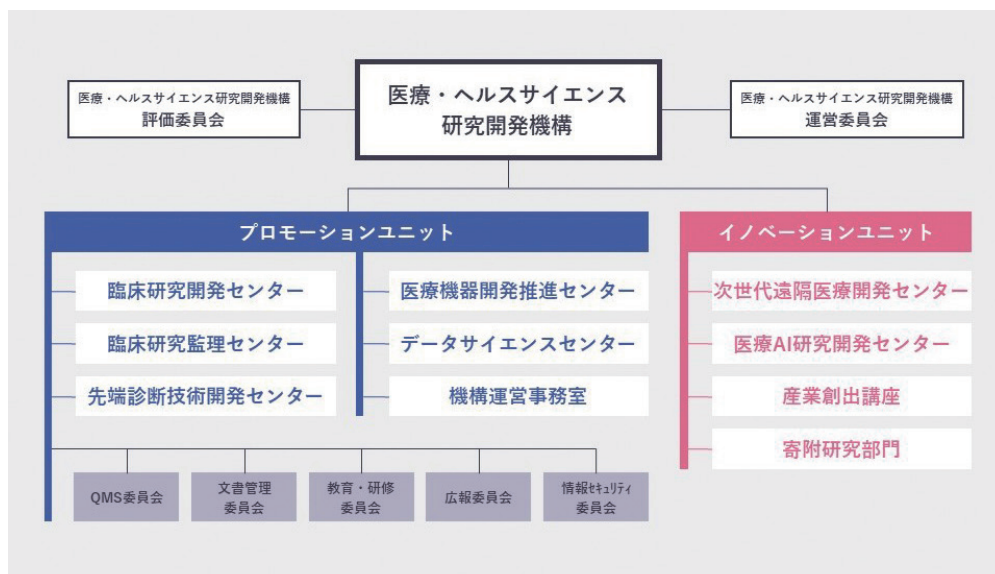 医療・ヘルスサイエンス
研究開発機構
医療・ヘルスサイエンス研究開発機構
評価委員会
医療・ヘルスサイエンス研究開発機構
運営委員会
プロモーションユニット
臨床研究開発センター
臨床研究監理センター
先端診断技術開発センター
医療機器開発推進センター
データサイエンスセンター
機構運営事務室
QMS委員会
文書管理
委員会
教育・研修
委員会
広報委員会
情報ｾｷｭﾘﾃｨ
委員会
イノベーションユニット
次世代遠隔医療開発センター
医療AI研究開発センター
産業創出講座
寄附研究部門